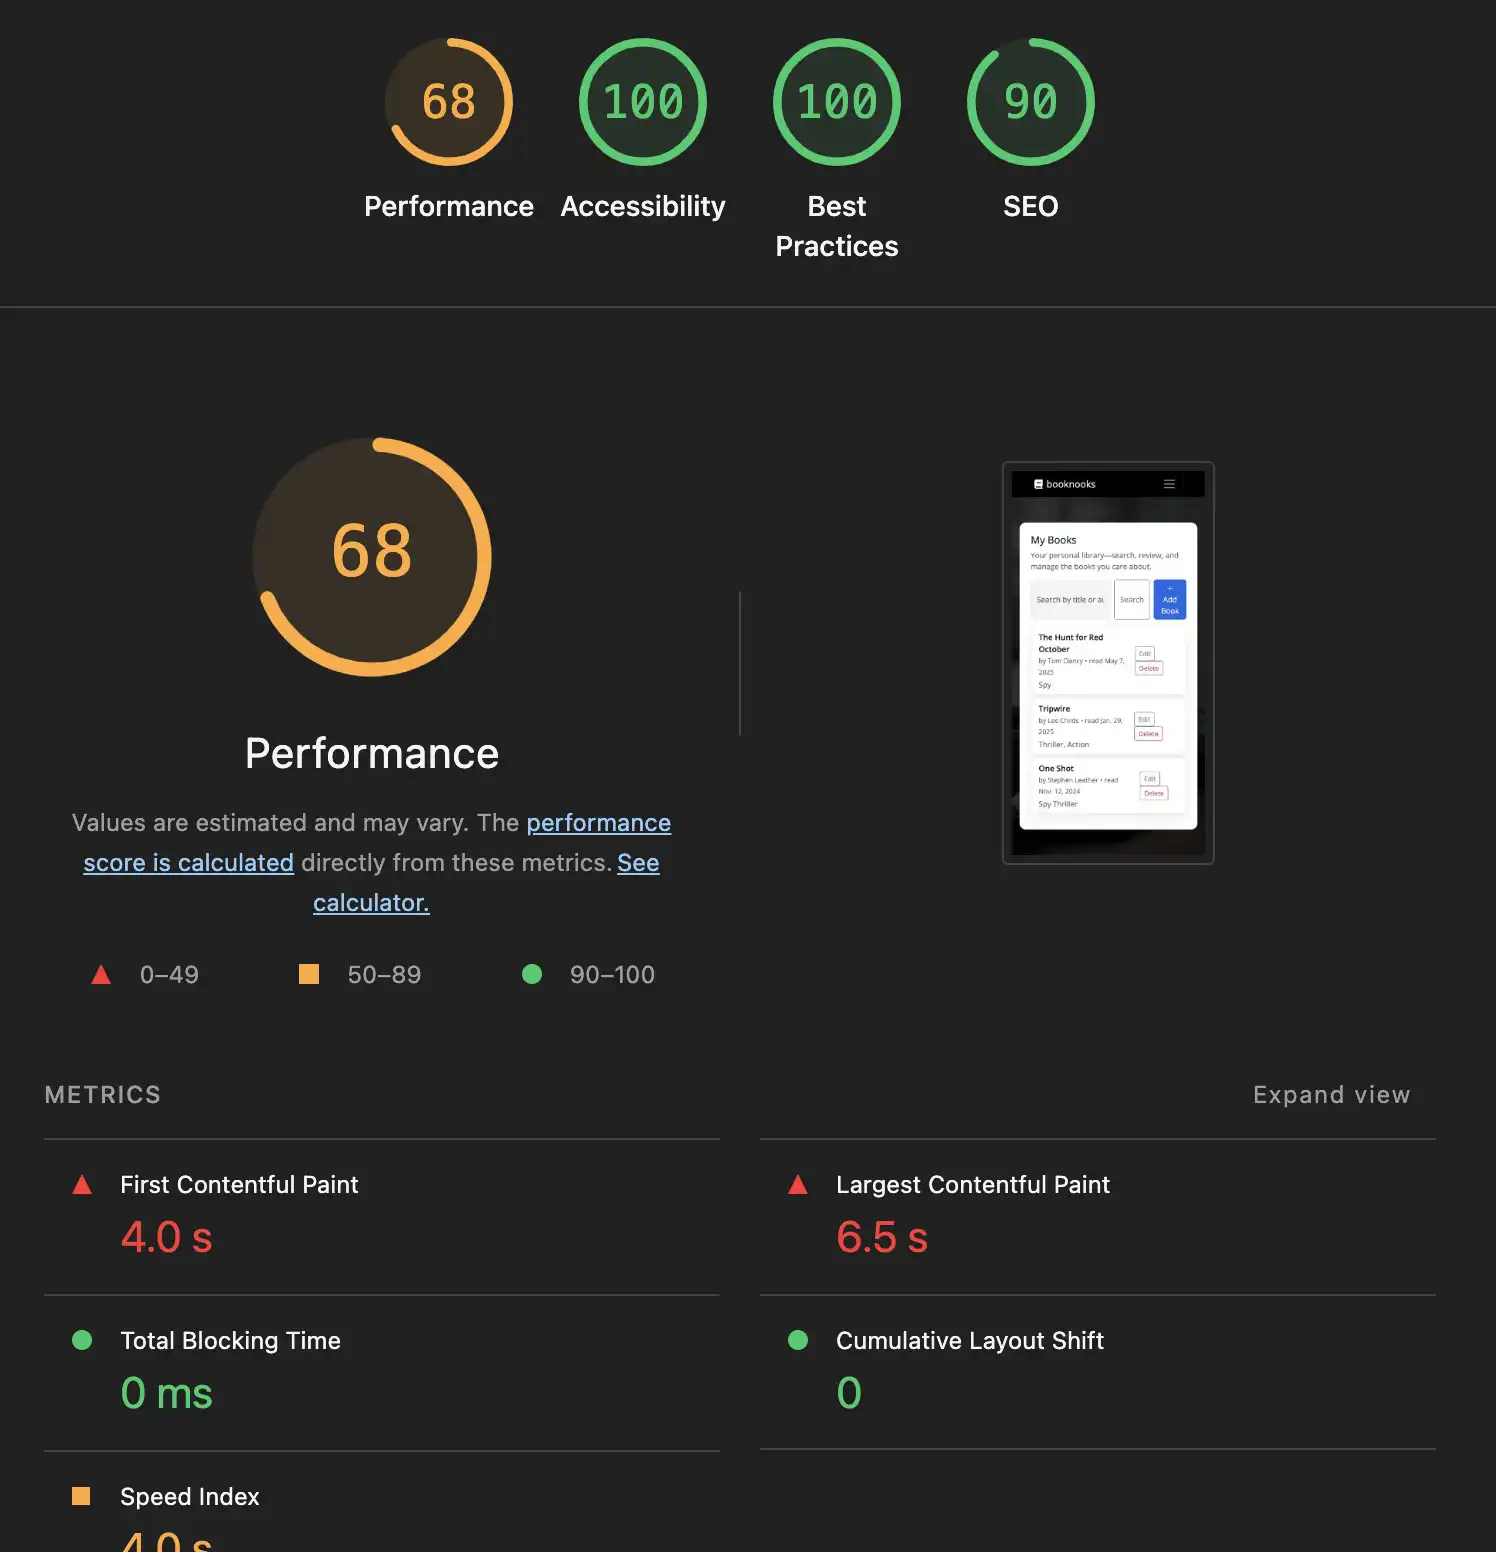 68
100
100
90
Performance
Accessibility
Best
Practices
SEO
68
Performance
Values are estimated and may vary. The performance
score is calculated directly from these metrics. See
calculator.
0–49
50–89
90–100
booknooks
My Books
Your personal library—search, review, and
manage the books you care about.
Search by title or au
Search
+
Add
Book
The Hunt for Red
October
by Tom Clancy • read May 7,
2025
Spy
Edit
Delete
Tripwire
by Lee Childs • read Jan. 29,
2025
Thriller, Action
Edit
Delete
One Shot
by Stephen Leather • read
Nov. 12, 2024
Spy Thriller
Edit
Delete
METRICS
Expand view
First Contentful Paint
4.0 s
Largest Contentful Paint
6.5 s
Total Blocking Time
0 ms
Cumulative Layout Shift
0
Speed Index
4.0 s